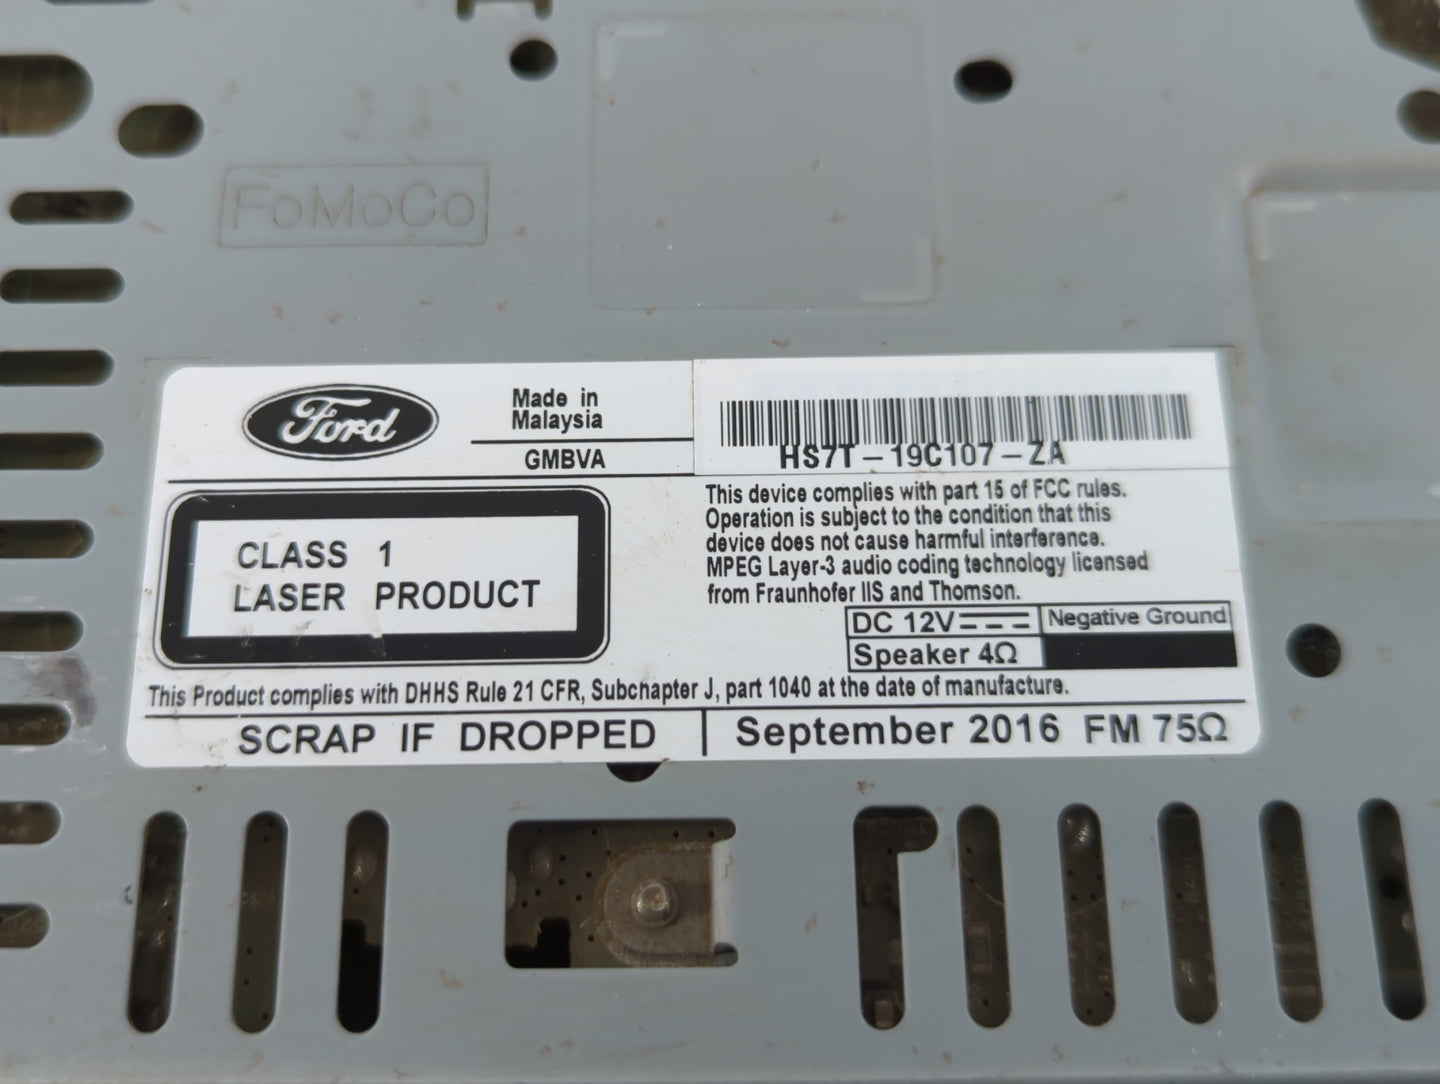 FoMoCo
Ford
Made in
Malaysia
GMBVA
HS7T-19C107-ZA
CLASS 1
LASER PRODUCT
This device complies with part 15 of FCC rules.
Operation is subject to the condition that this
device does not cause harmful interference.
MPEG Layer-3 audio coding technology licensed
from Fraunhofer IIS and Thomson.
DC 12V⎓ Negative Ground
Speaker 4Ω
This Product complies with DHHS Rule 21 CFR, Subchapter J, part 1040 at the date of manufacture.
SCRAP IF DROPPED | September 2016 FM 75Ω